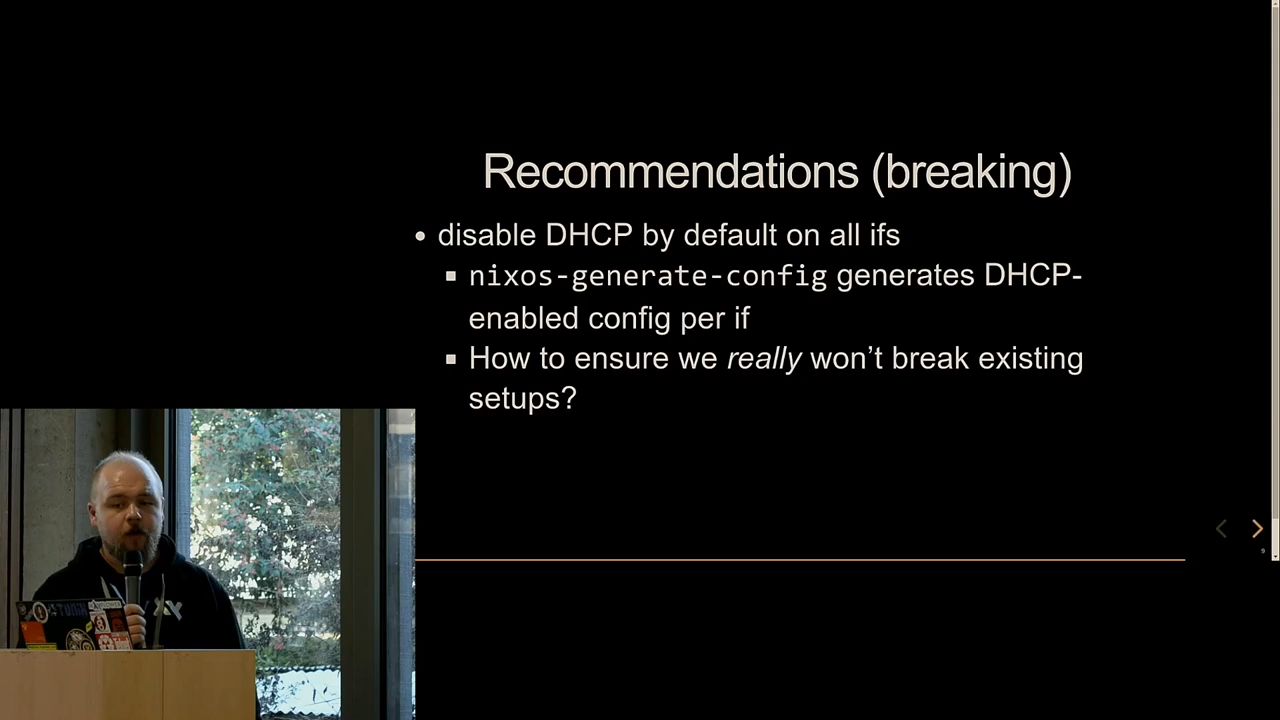 Recommendations (breaking)
• disable DHCP by default on all ifs
▪ nixos-generate-config generates DHCP-
enabled config per if
▪ How to ensure we really won’t break existing
setups?
9